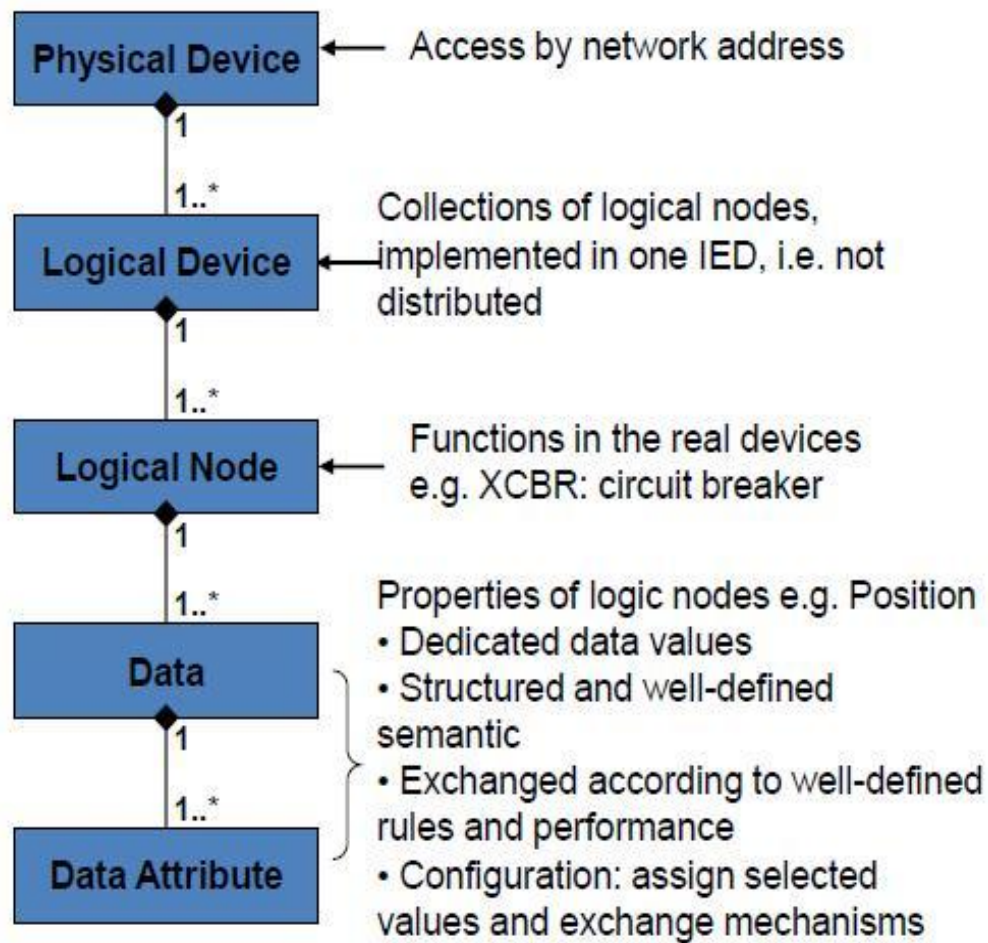 Physical Device
Access by network address
1
1..*
Logical Device
Collections of logical nodes,
implemented in one IED, i.e. not
distributed
1
1..*
Logical Node
Functions in the real devices
e.g. XCBR: circuit breaker
1
1..*
Data
Properties of logic nodes e.g. Position
• Dedicated data values
• Structured and well-defined
semantic
• Exchanged according to well-defined
rules and performance
• Configuration: assign selected
values and exchange mechanisms
1
1..*
Data Attribute